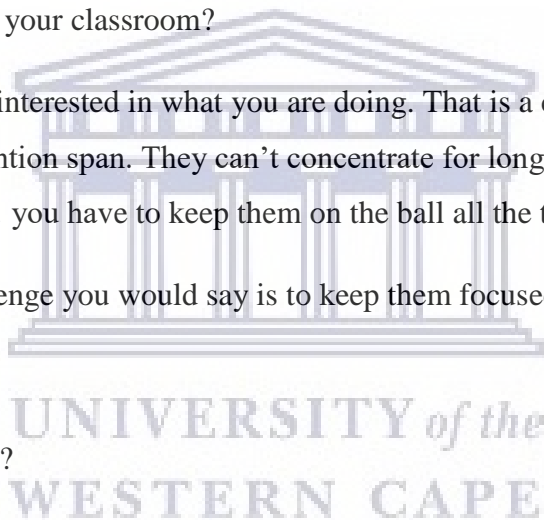 your classroom?
interested in what you are doing. That is a
ntion span. They can't concentrate for long
you have to keep them on the ball all the t
enge you would say is to keep them focuse
UNIVERSITY of the
?
WESTERN CAPE